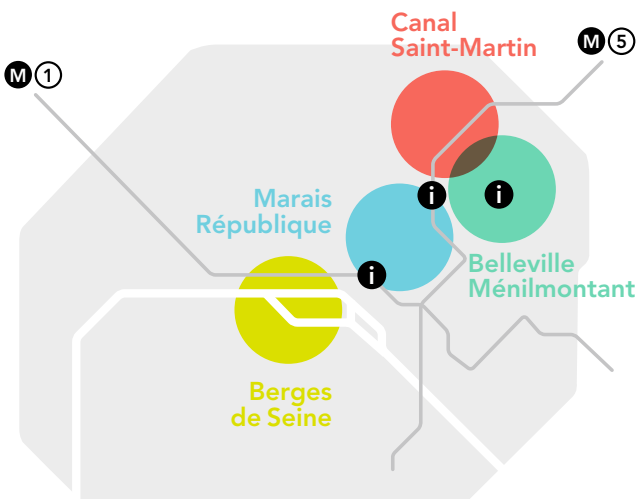 Canal
Saint-Martin
M 5
M 1
i
i
Marais
République
i
Belleville
Ménilmontant
Berges
de Seine